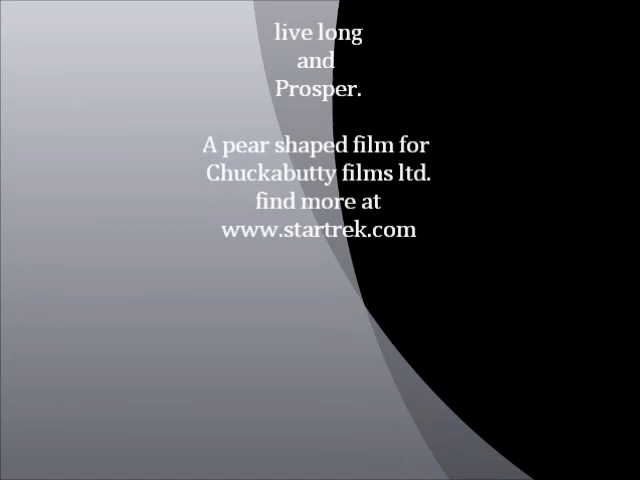 live long
and
Prosper.
A pear shaped film for
Chuckabutty films ltd.
find more at
www.startrek.com